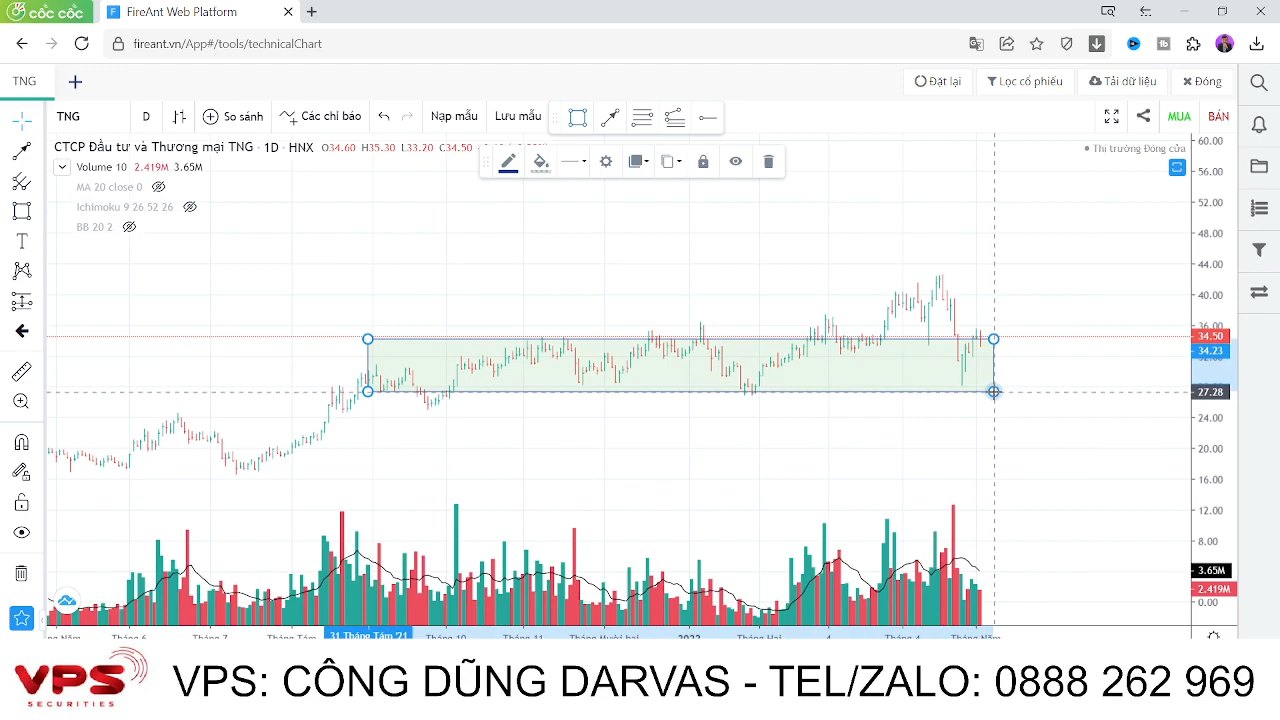 cốc cốc
FireAnt Web Platform
fireant.vn/App#/tools/technicalChart
TNG
Đặt lại
Lọc cổ phiếu
Tải dữ liệu
Đóng
TNG
D
So sánh
Các chỉ báo
Nạp mẫu
Lưu mẫu
MUA
BÁN
CTCP Đầu tư và Thương mại TNG · 1D · HNX O34.60 H35.30 L33.20 C34.50
Thị trường Đóng cửa
Volume 10 2.419M 3.65M
MA 20 close 0
Ichimoku 9 26 52 26
BB 20 2
60.00
56.00
52.00
48.00
44.00
40.00
36.00
34.50
34.23
27.28
24.00
20.00
16.00
12.00
8.00
3.65M
2.419M
0.00
Tháng 6
Tháng 7
Tháng Tám
31 Tháng Tám '21
Tháng 10
Tháng 11
Tháng Mười hai
2022
Tháng Hai
4
Tháng 4
Tháng Năm
VPS
SECURITIES
VPS: CÔNG DŨNG DARVAS - TEL/ZALO: 0888 262 969